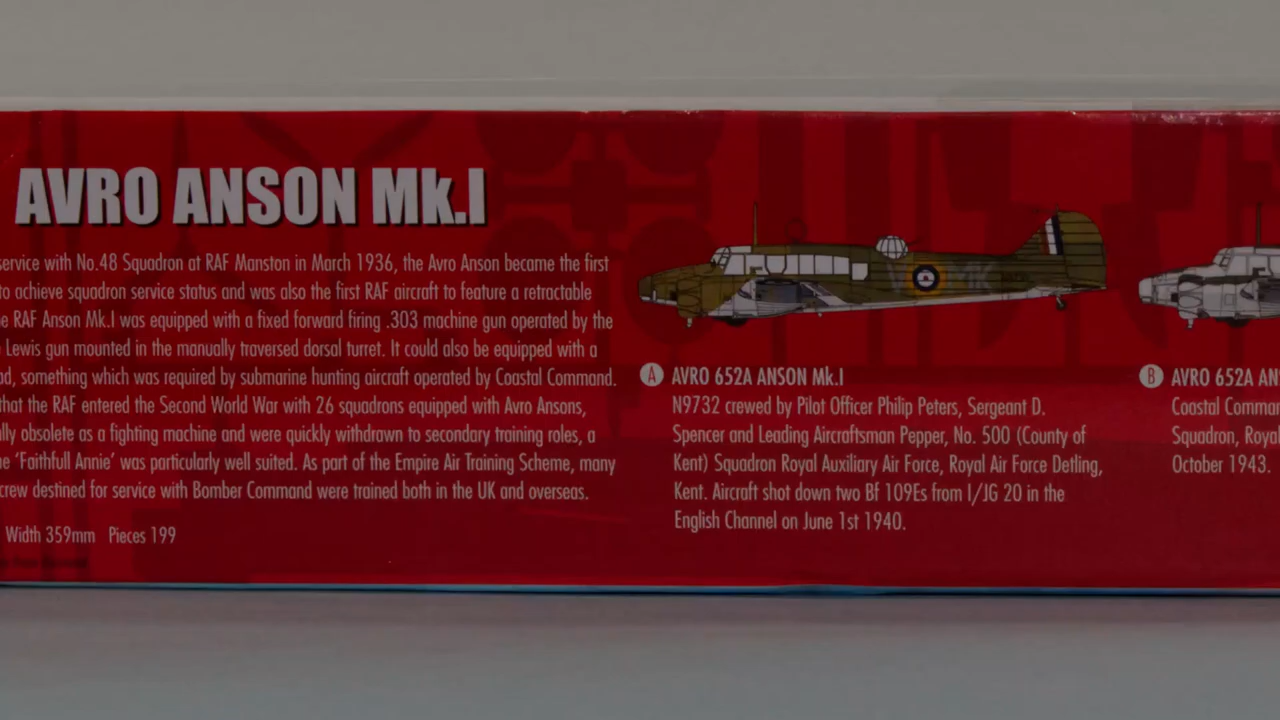 AVRO ANSON Mk.I
service with No.48 Squadron at RAF Manston in March 1936, the Avro Anson became the first
to achieve squadron service status and was also the first RAF aircraft to feature a retractable
RAF Anson Mk.I was equipped with a fixed forward firing .303 machine gun operated by the
Lewis gun mounted in the manually traversed dorsal turret. It could also be equipped with a
something which was required by submarine hunting aircraft operated by Coastal Command.
that the RAF entered the Second World War with 26 squadrons equipped with Avro Ansons,
obsolete as a fighting machine and were quickly withdrawn to secondary training roles, a
'Faithfull Annie' was particularly well suited. As part of the Empire Air Training Scheme, many
crew destined for service with Bomber Command were trained both in the UK and overseas.
Width 359mm Pieces 199
A AVRO 652A ANSON Mk.I
N9732 crewed by Pilot Officer Philip Peters, Sergeant D.
Spencer and Leading Aircraftsman Pepper, No. 500 (County of
Kent) Squadron Royal Auxiliary Air Force, Royal Air Force Detling,
Kent. Aircraft shot down two Bf 109Es from I/JG 20 in the
English Channel on June 1st 1940.
B AVRO 652A AN
Coastal Comma
Squadron, Royal
October 1943.